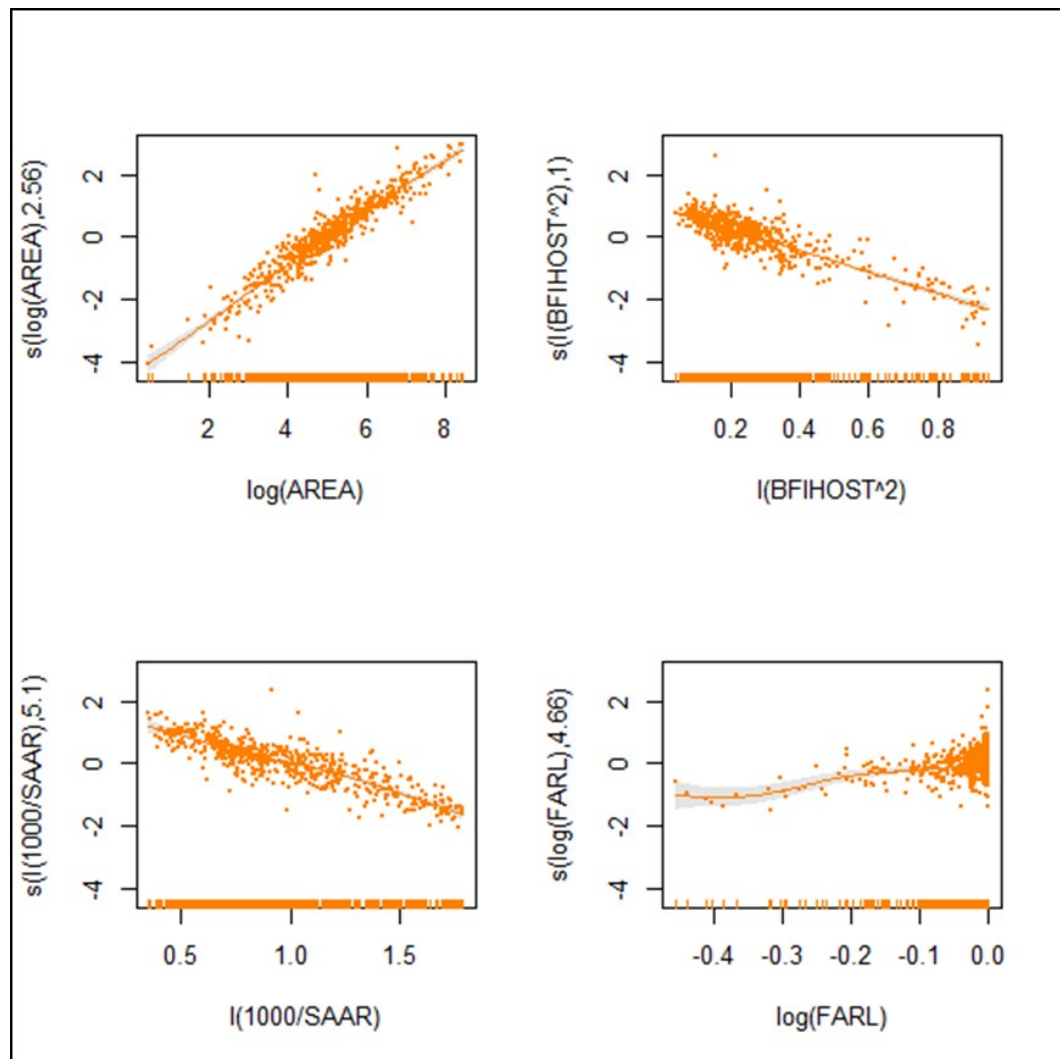 s(log(AREA),2.56)
2
0
-2
-4
2 4 6 8
log(AREA)
s(I(BFIHOST^2),1)
2
0
-2
-4
0.2 0.4 0.6 0.8
I(BFIHOST^2)
s(I(1000/SAAR),5.1)
2
0
-2
-4
0.5 1.0 1.5
I(1000/SAAR)
s(log(FARL),4.66)
2
0
-2
-4
-0.4 -0.3 -0.2 -0.1 0.0
log(FARL)